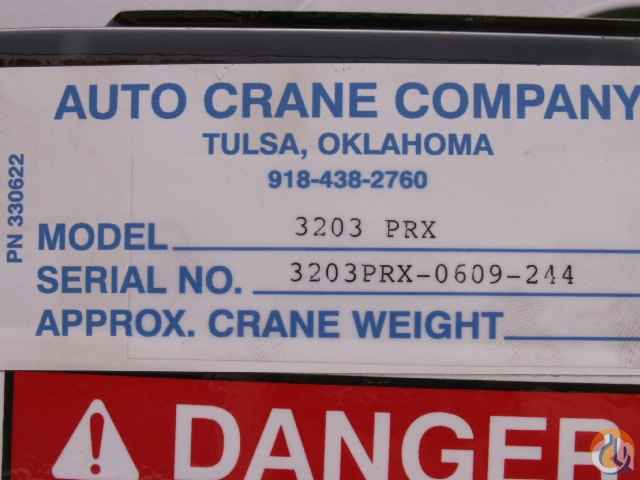 AUTO CRANE COMPANY
TULSA, OKLAHOMA
918-438-2760
PN 330622
MODEL 3203 PRX
SERIAL NO. 3203PRX-0609-244
APPROX. CRANE WEIGHT
DANGER